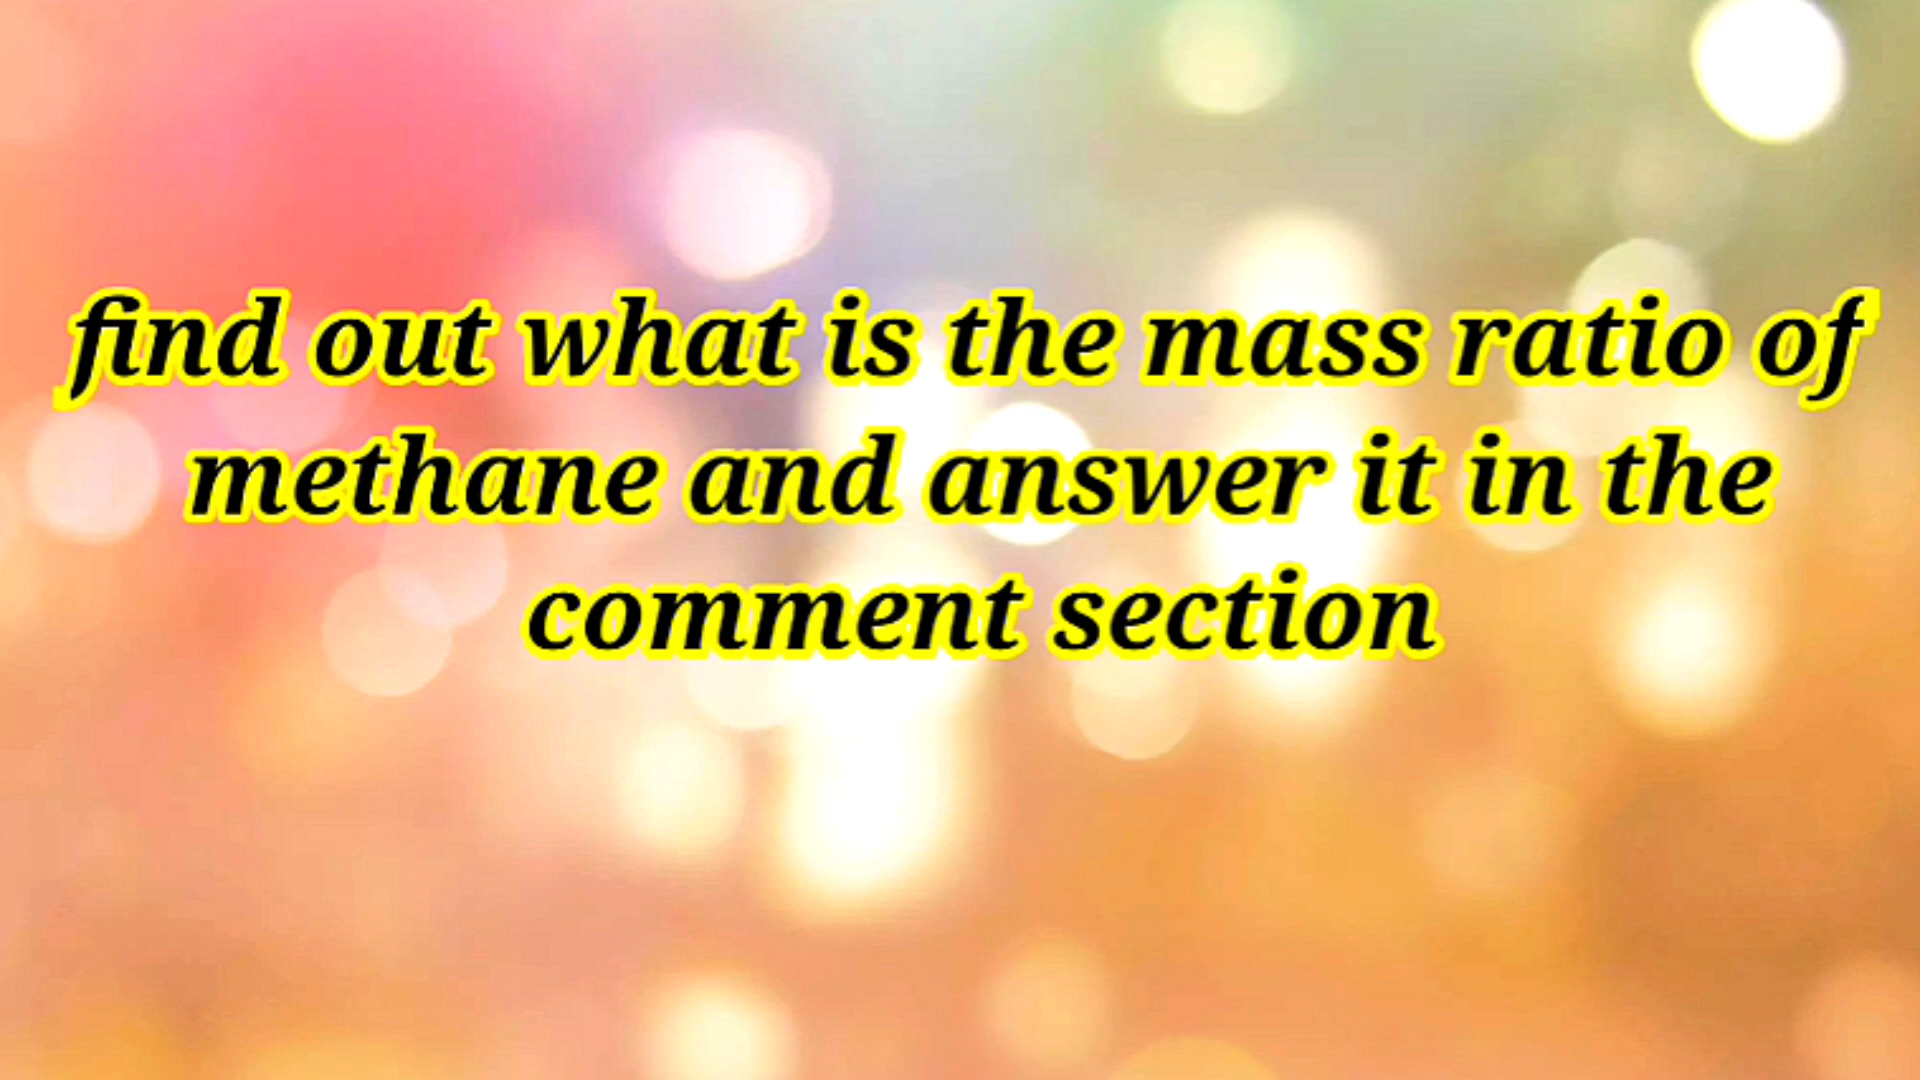 find out what is the mass ratio of
methane and answer it in the
comment section